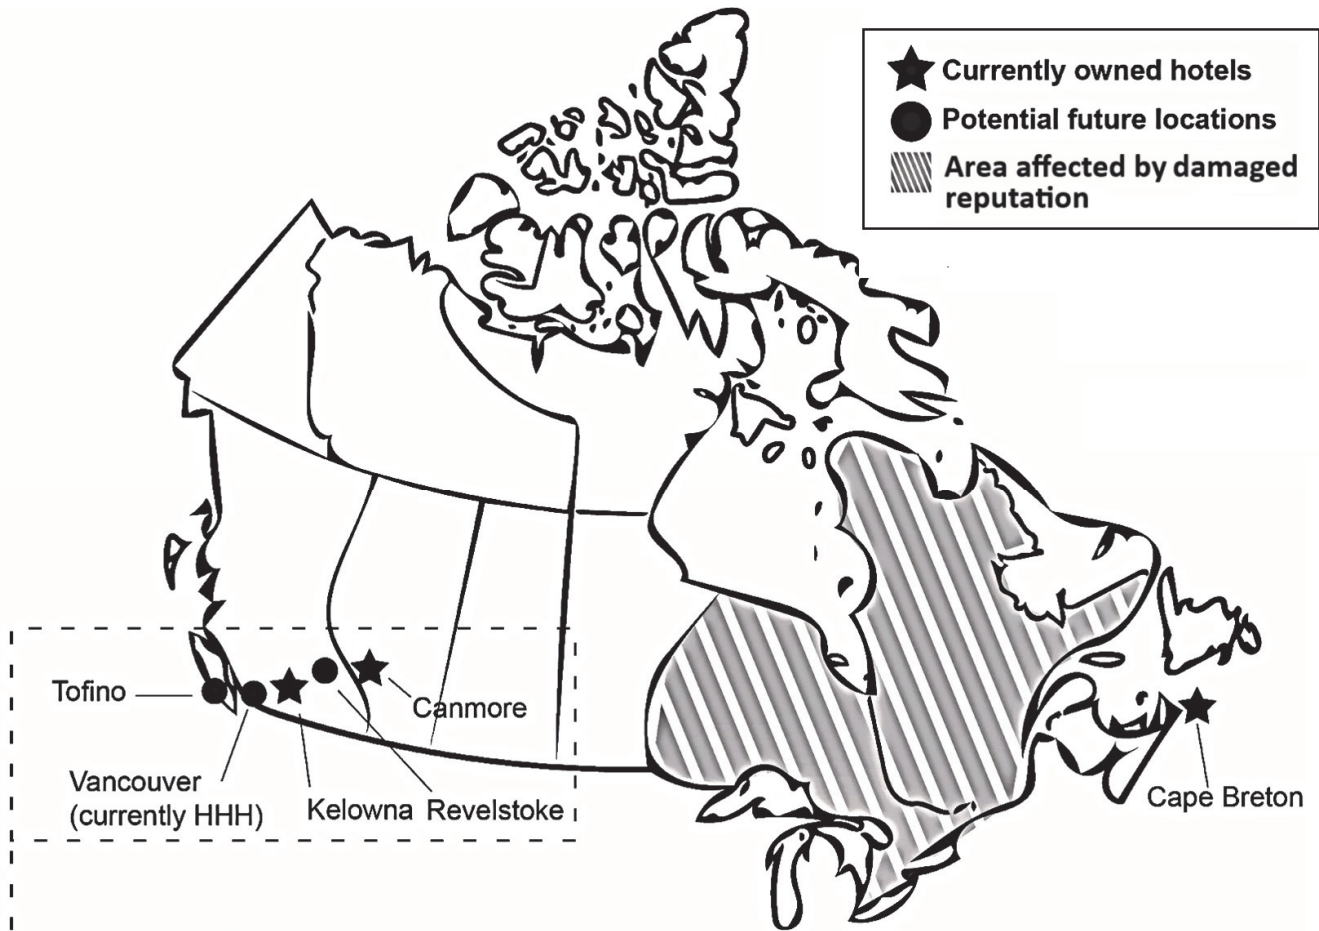 Currently owned hotels
Potential future locations
Area affected by damaged
reputation
Tofino
Canmore
Vancouver
(currently HHH)
Kelowna
Revelstoke
Cape Breton